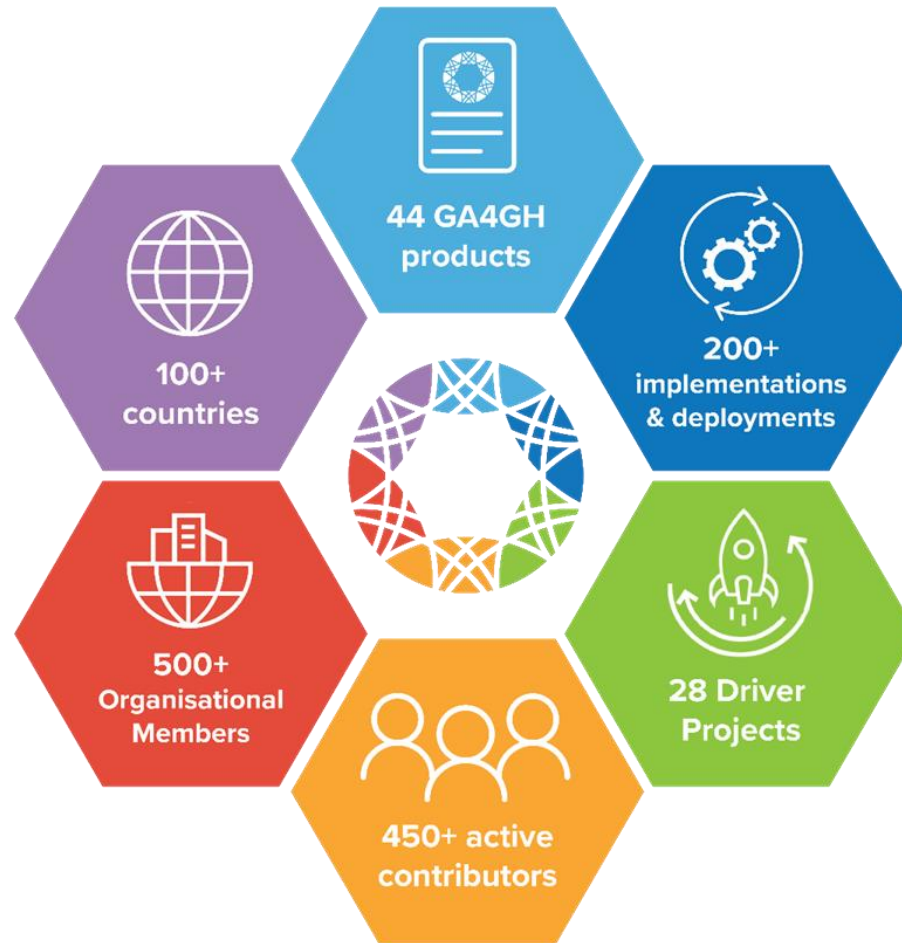 44 GA4GH
products
200+
implementations
& deployments
28 Driver
Projects
450+ active
contributors
500+
Organisational
Members
100+
countries